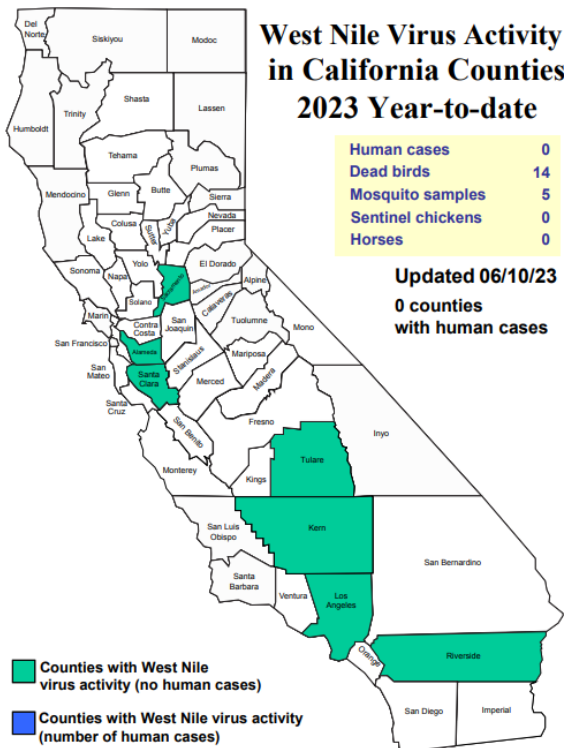 West Nile Virus Activity
in California Counties
2023 Year-to-date
Human cases 0
Dead birds 14
Mosquito samples 5
Sentinel chickens 0
Horses 0
Updated 06/10/23
0 counties
with human cases
Del
Norte
Siskiyou
Modoc
Humboldt
Trinity
Shasta
Lassen
Tehama
Plumas
Mendocino
Glenn
Butte
Sierra
Colusa
Sutter
Yuba
Nevada
Placer
Lake
Sonoma
Napa
Yolo
Sacramento
El Dorado
Amador
Alpine
Solano
Marin
Contra
Costa
San
Joaquin
Calaveras
Tuolumne
Mono
San Francisco
Alameda
San
Mateo
Santa
Clara
Stanislaus
Mariposa
Santa
Cruz
Merced
Madera
San Benito
Fresno
Inyo
Monterey
Kings
Tulare
San Luis
Obispo
Kern
San Bernardino
Santa
Barbara
Ventura
Los
Angeles
Orange
Riverside
San Diego
Imperial
Counties with West Nile
virus activity (no human cases)
Counties with West Nile virus activity
(number of human cases)